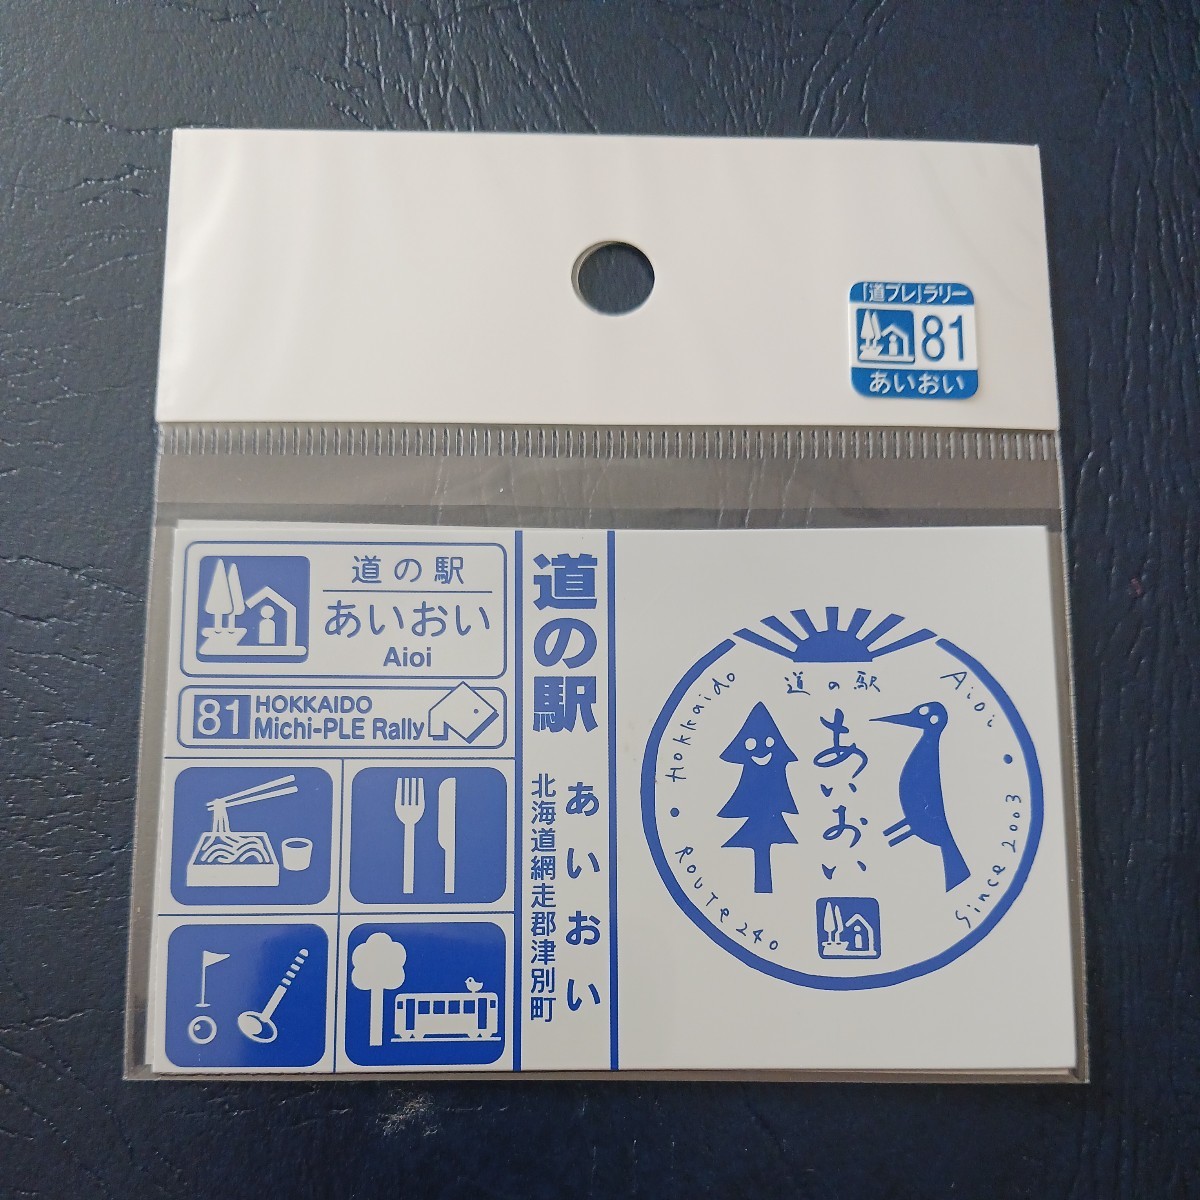 「道プレ」ラリー
81
あいおい
道の駅
あいおい
Aioi
81 HOKKAIDO
Michi-PLE Rally
道の駅
あいおい
北海道網走郡津別町
Hokkaido
道の駅
Aioi
あいおい
Route 240
Since 2003